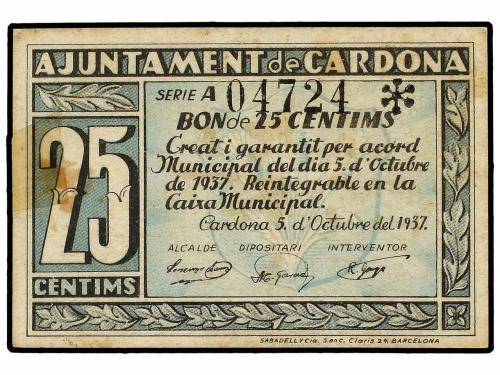 AJUNTAMENT de CARDONA
SERIE A 04724
BON de 25 CENTIMS
Creat i garantit per acord
Municipal del dia 5. d'Octubre
de 1937. Reintegrable en la
Caixa Municipal.
Cardona 5. d'Octubre del 1937.
ALCALDE DIPOSITARI INTERVENTOR
25
CÈNTIMS
SABADELL y Cia. S. en C. Claris 24. BARCELONA